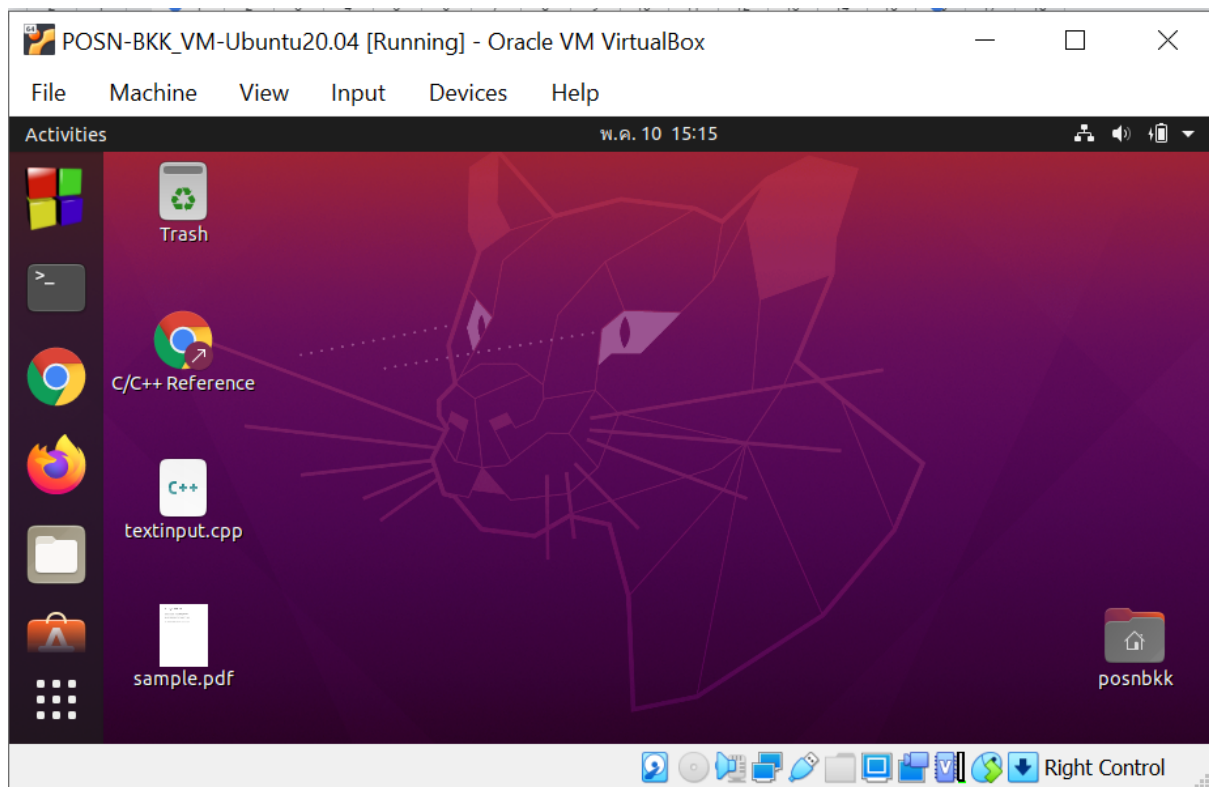 POSN-BKK_VM-Ubuntu20.04 [Running] - Oracle VM VirtualBox
File Machine View Input Devices Help
Activities พ.ค. 10 15:15
Trash
>_
C/C++ Reference
C++
textinput.cpp
sample.pdf
posnbkk
Right Control